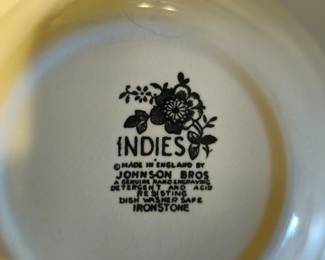 INDIES
© MADE IN ENGLAND BY
JOHNSON BROS
A GENUINE HAND ENGRAVING
DETERGENT AND ACID
RESISTING
DISH WASHER SAFE
IRONSTONE